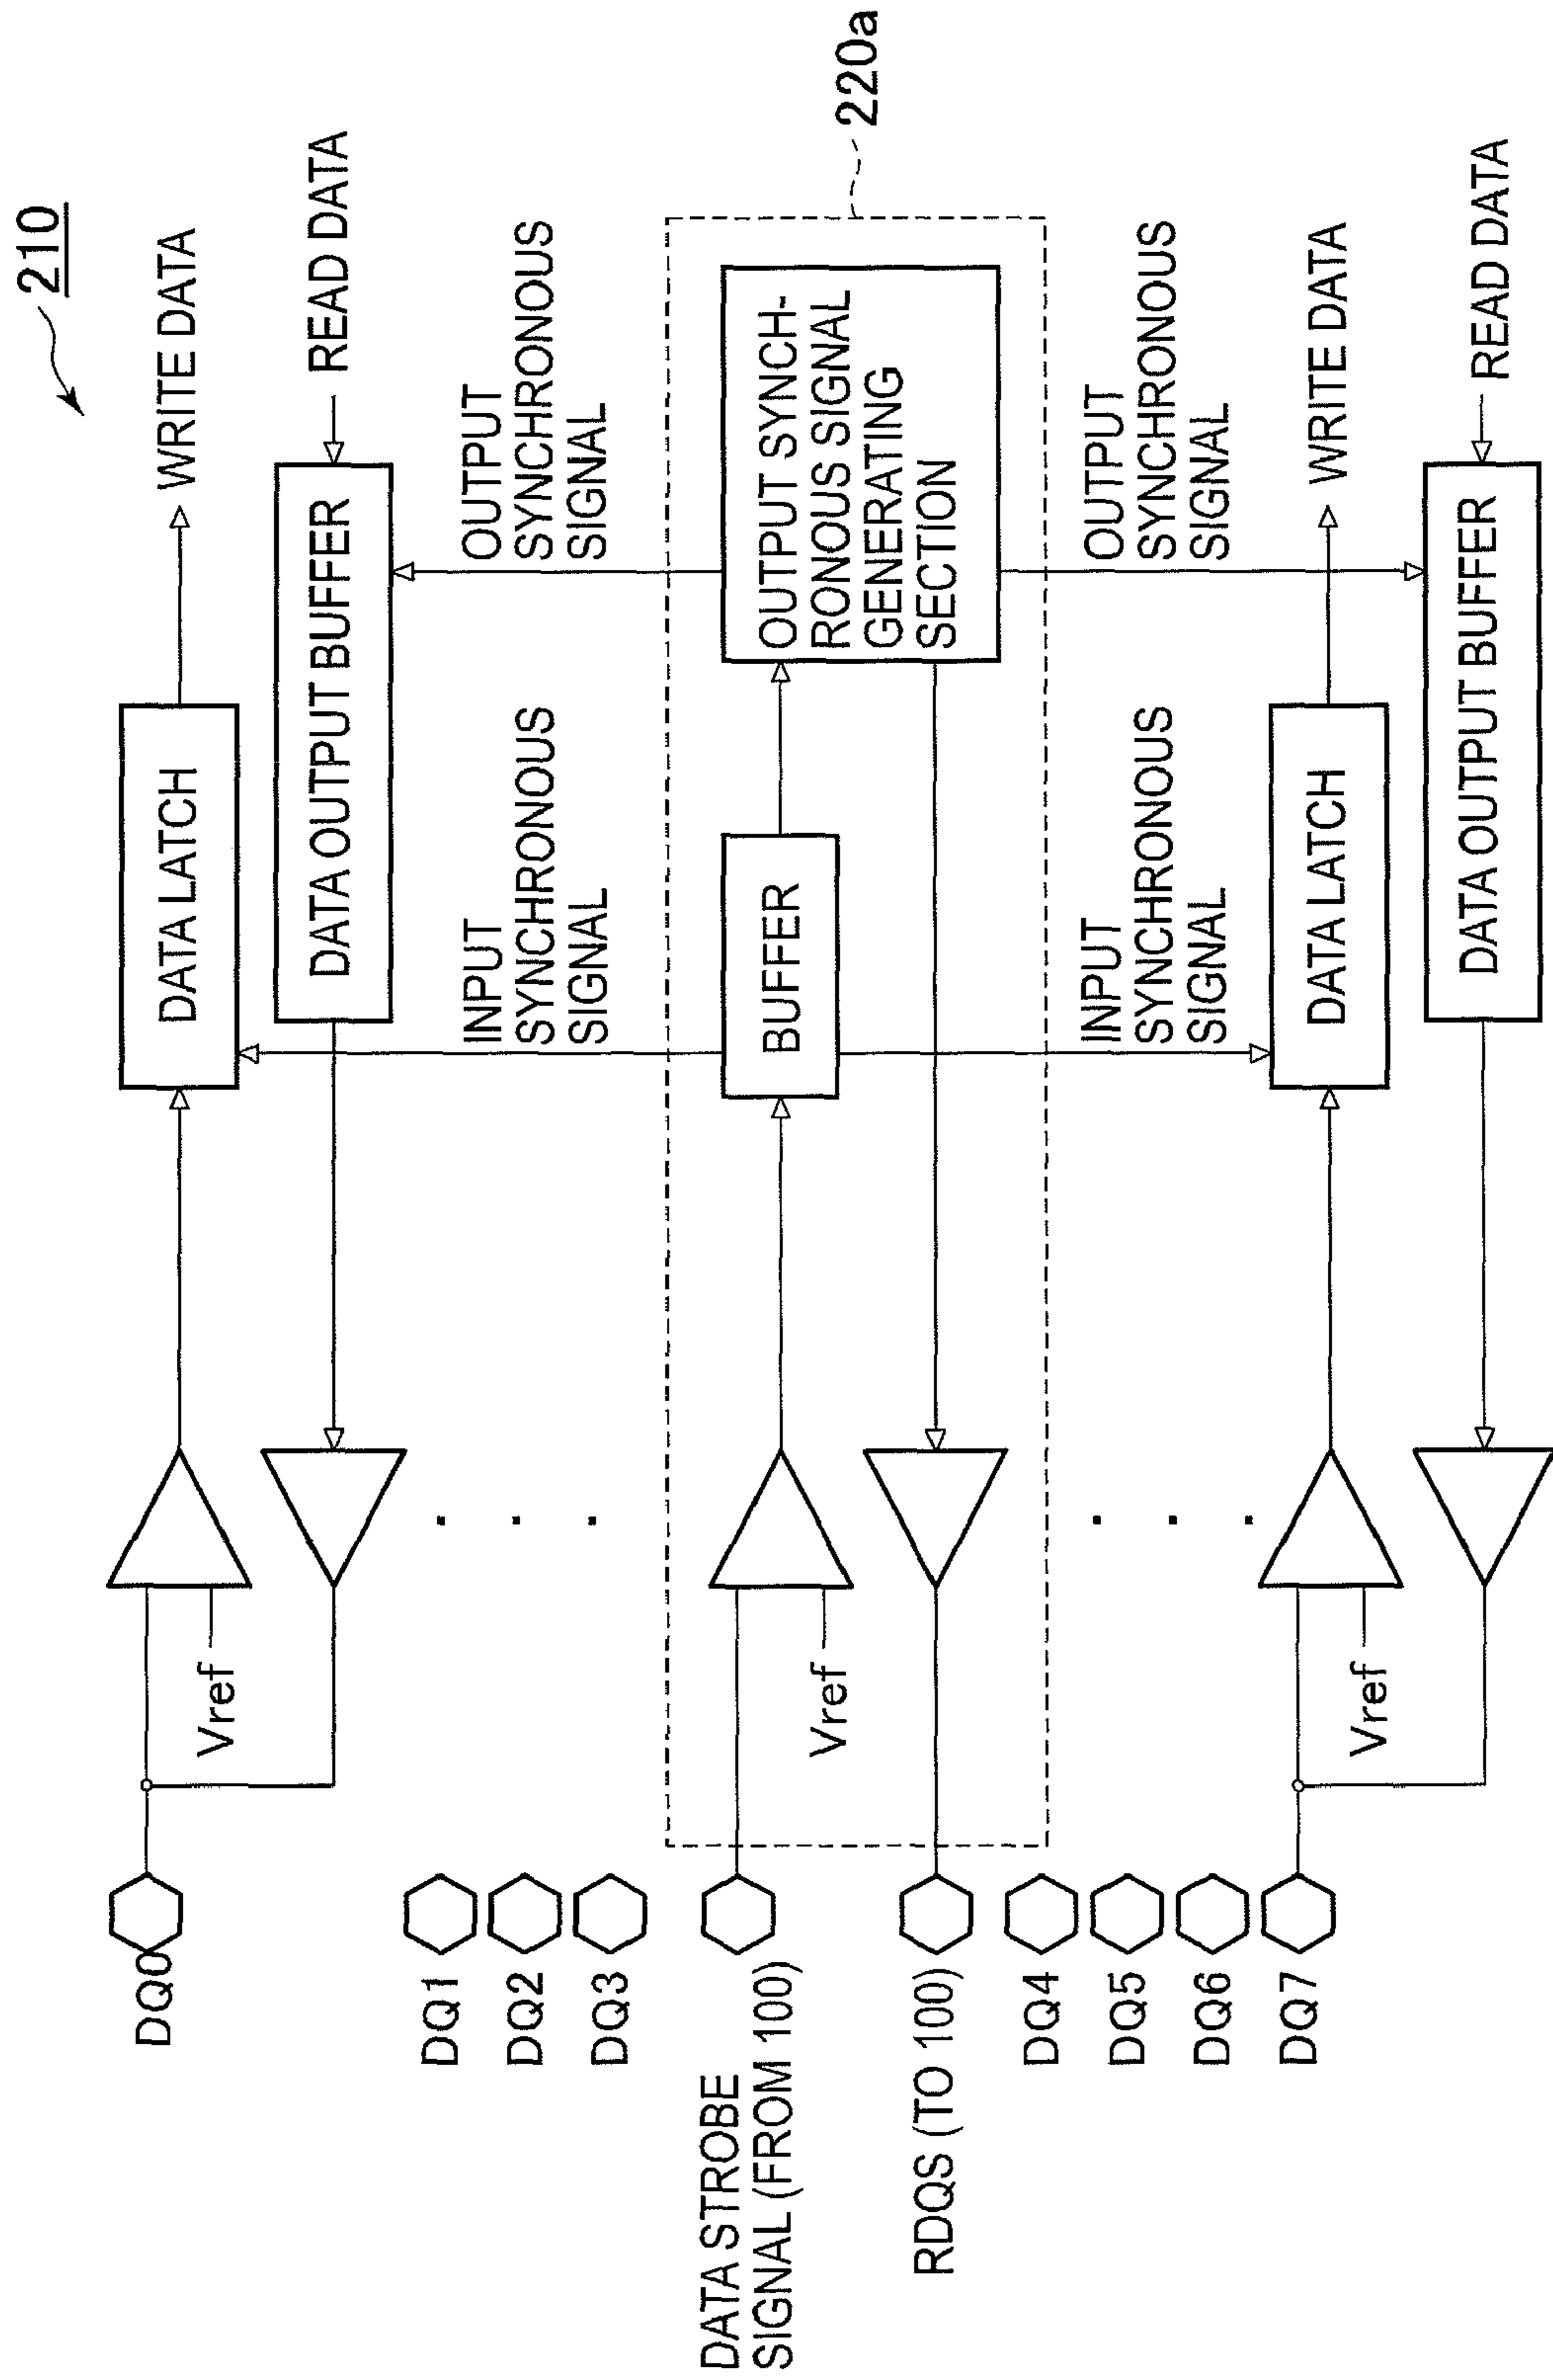 210
DQ0
Vref
DATA LATCH
WRITE DATA
DATA OUTPUT BUFFER
READ DATA
DQ1
DQ2
DQ3
INPUT
SYNCHRONOUS
SIGNAL
OUTPUT
SYNCHRONOUS
SIGNAL
DATA STROBE
SIGNAL (FROM 100)
Vref
BUFFER
OUTPUT SYNCH-
RONOUS SIGNAL
GENERATING
SECTION
220a
RDQS (TO 100)
DQ4
DQ5
DQ6
DQ7
INPUT
SYNCHRONOUS
SIGNAL
OUTPUT
SYNCHRONOUS
SIGNAL
Vref
DATA LATCH
WRITE DATA
DATA OUTPUT BUFFER
READ DATA